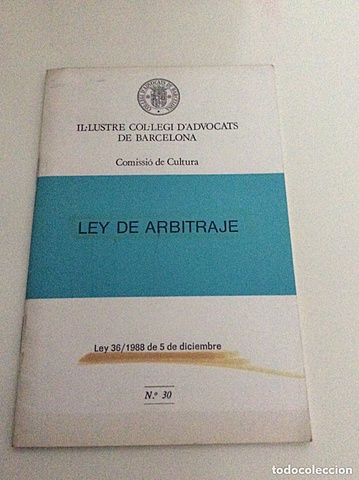 IL·LUSTRE COL·LEGI D'ADVOCATS
DE BARCELONA
Comissió de Cultura
LEY DE ARBITRAJE
Ley 36/1988 de 5 de diciembre
N.º 30
todocoleccion